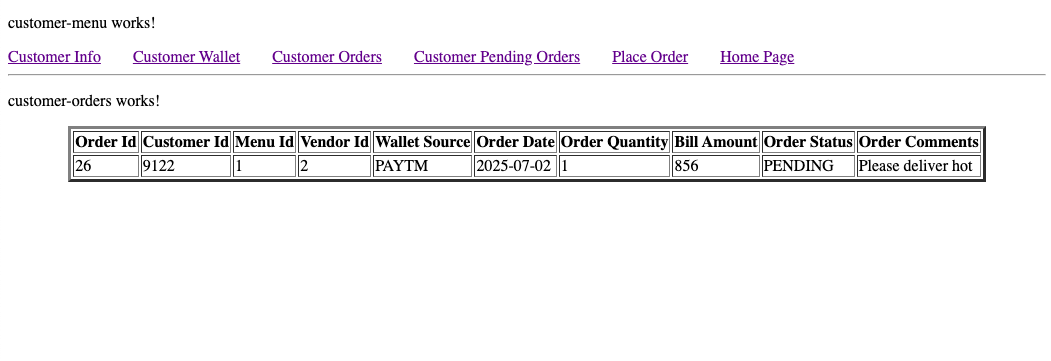 customer-menu works!
Customer Info Customer Wallet Customer Orders Customer Pending Orders Place Order Home Page
customer-orders works!
Order Id Customer Id Menu Id Vendor Id Wallet Source Order Date Order Quantity Bill Amount Order Status Order Comments
26 9122 1 2 PAYTM 2025-07-02 1 856 PENDING Please deliver hot